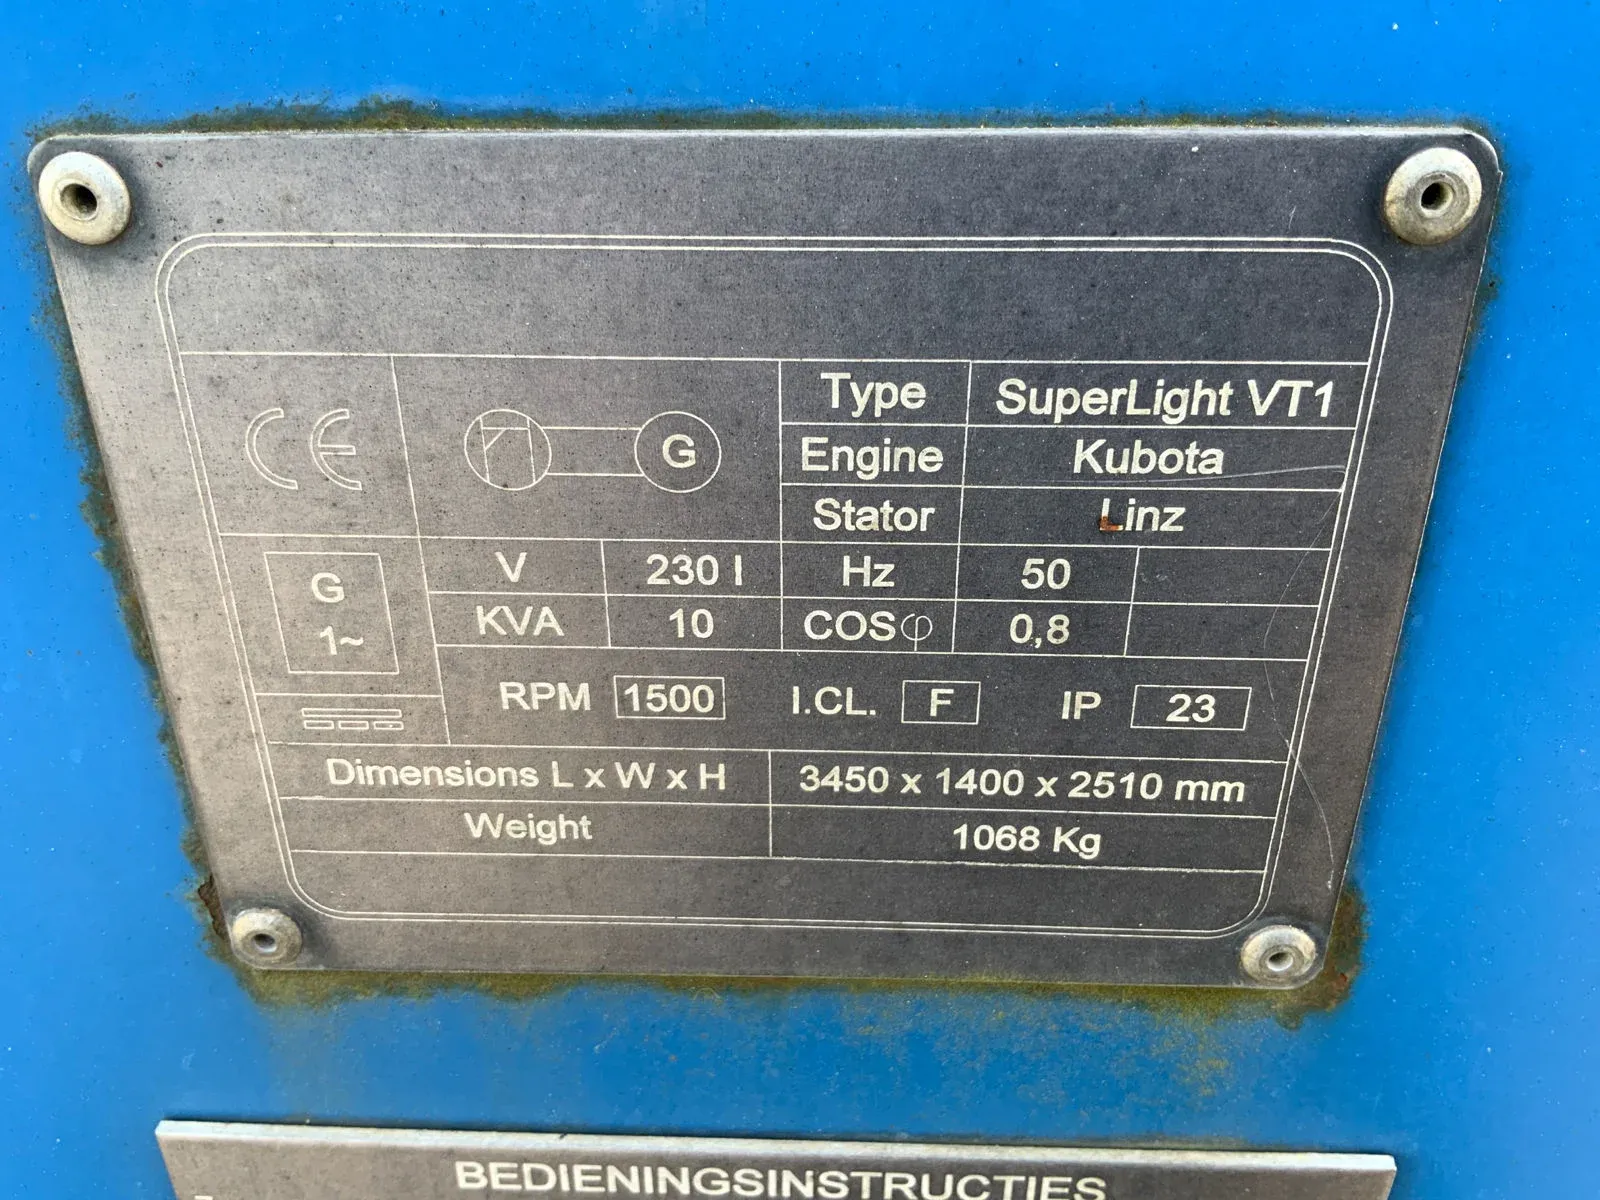 CE
G
Type SuperLight VT1
Engine Kubota
Stator Linz
G
1~
V 230 I Hz 50
KVA 10 COSφ 0,8
RPM 1500 I.CL. F IP 23
Dimensions L x W x H 3450 x 1400 x 2510 mm
Weight 1068 Kg
BEDIENINGSINSTRUCTIES